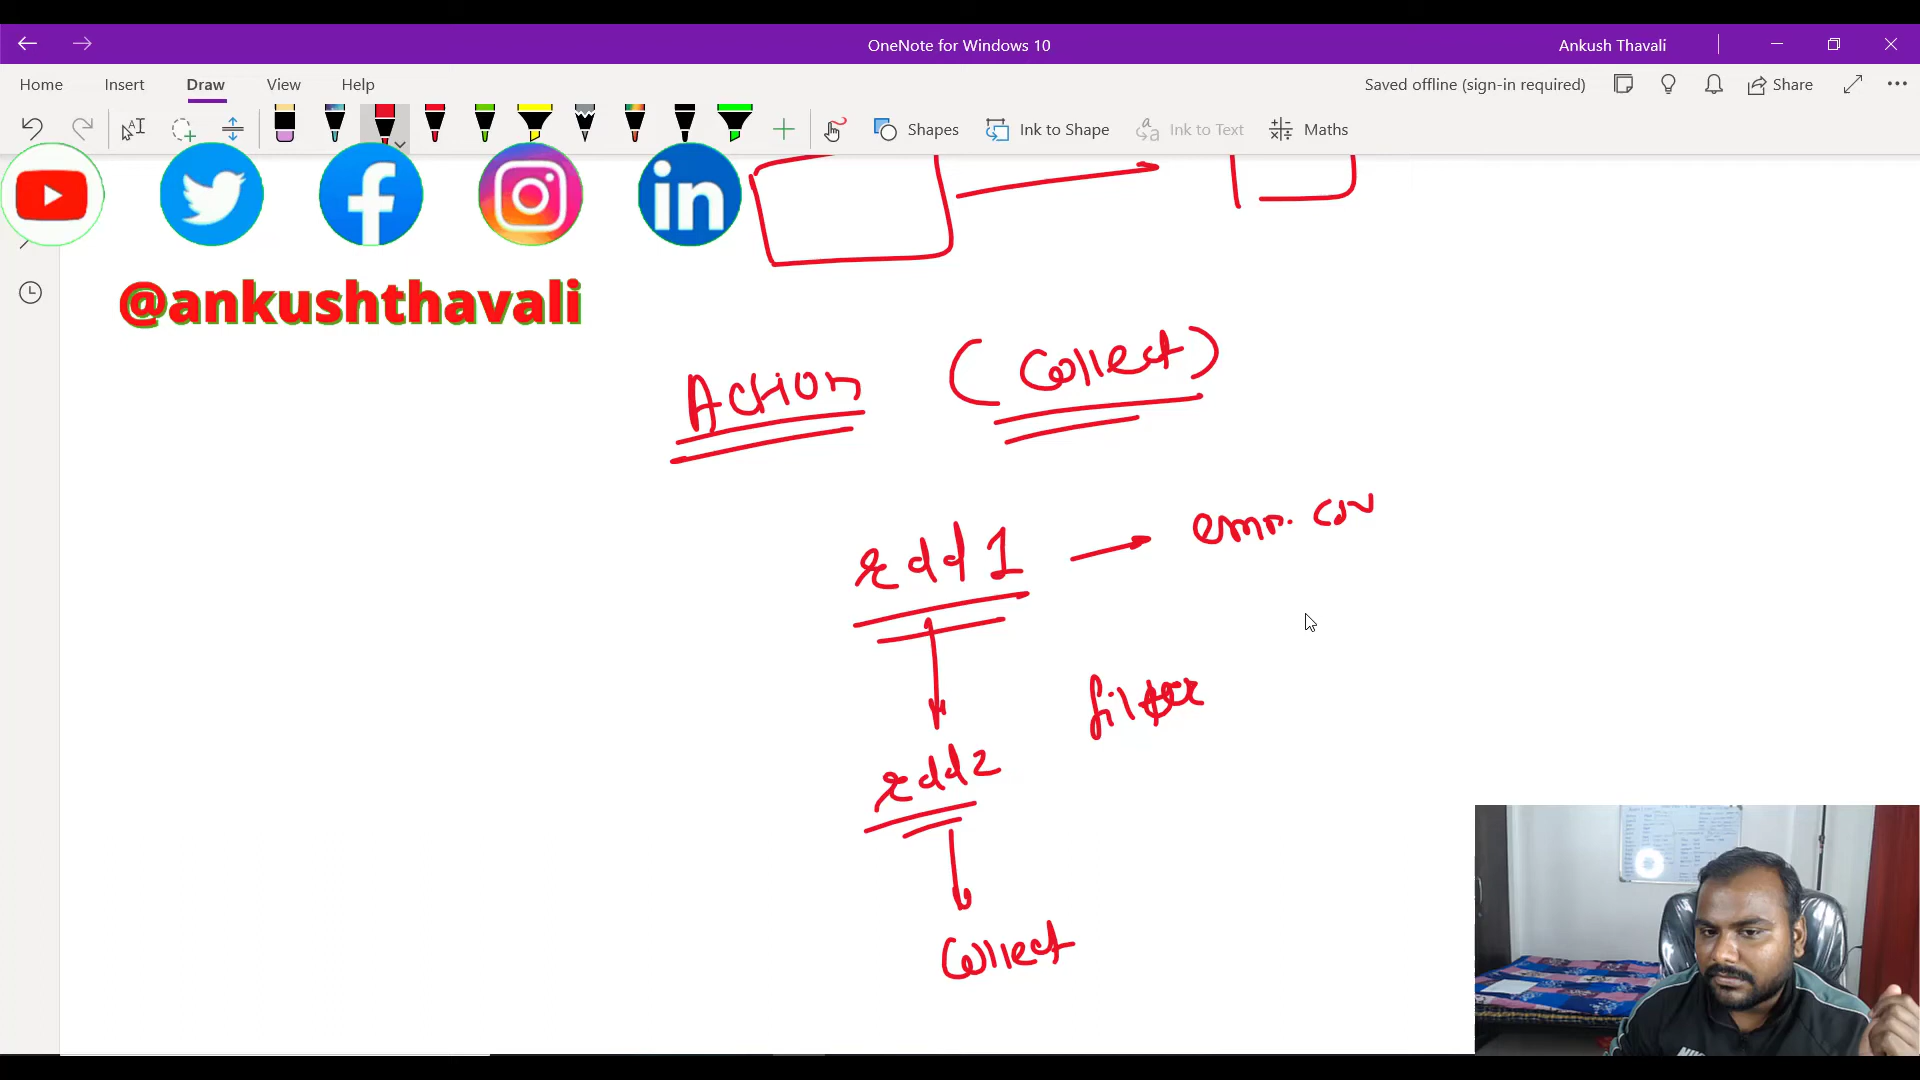 OneNote for Windows 10
Ankush Thavali
Home Insert Draw View Help
Saved offline (sign-in required) Share
Shapes Ink to Shape Ink to Text Maths
@ankushthavali
Action (Collect)
rdd1 → emp. csv
filter
rdd2
Collect